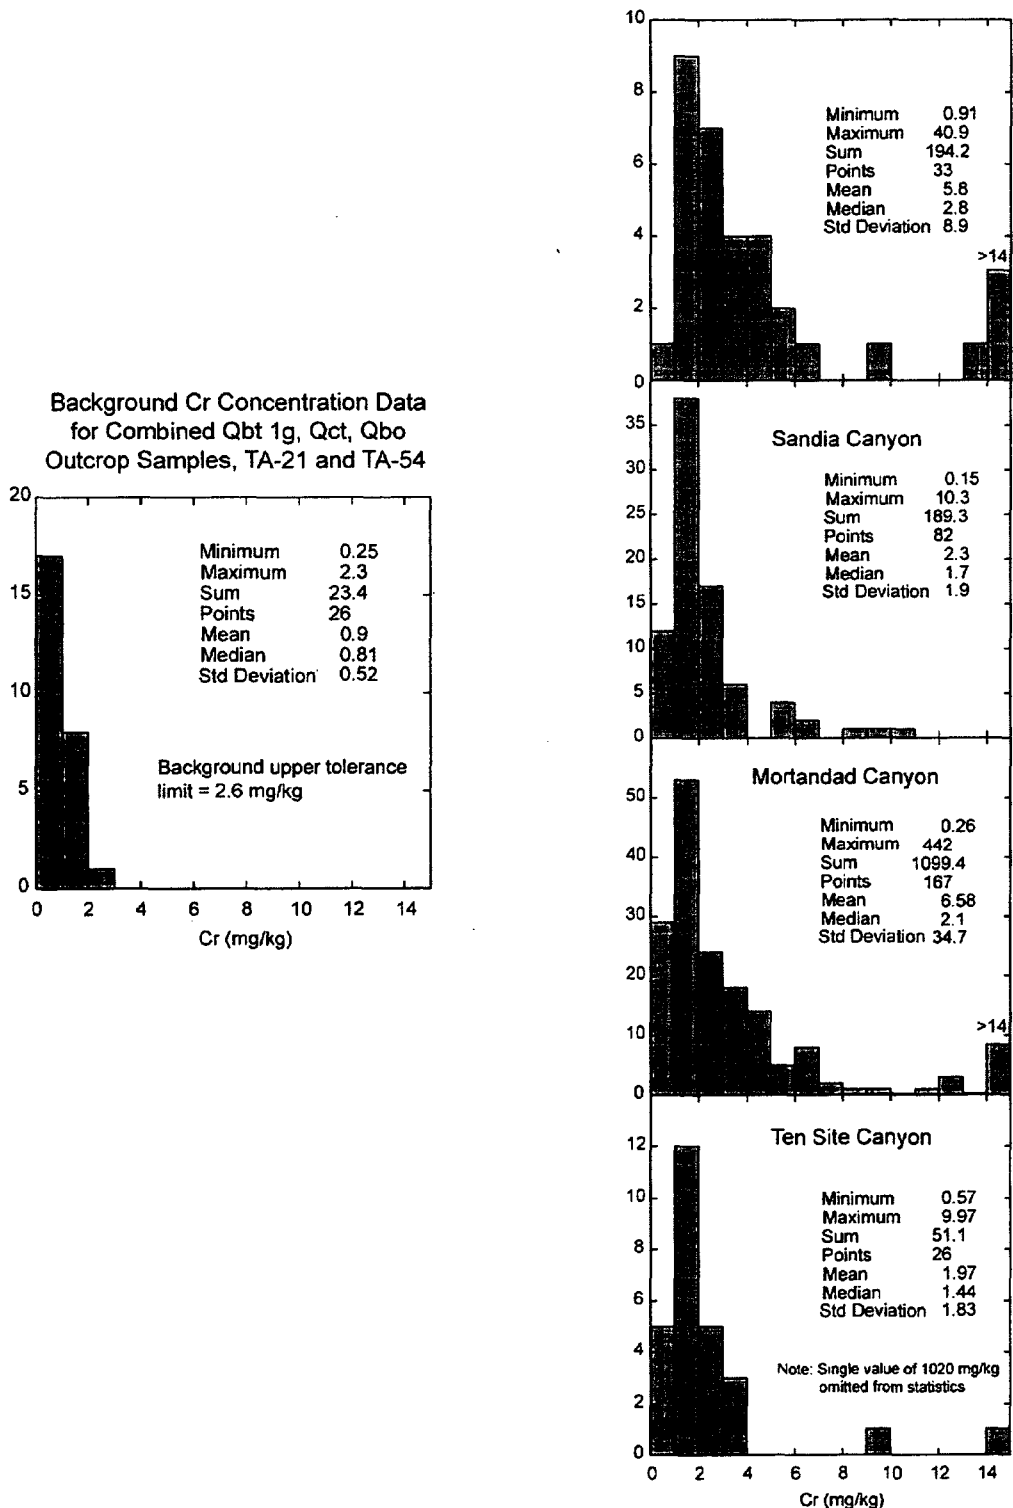 Background Cr Concentration Data
for Combined Qbt 1g, Qct, Qbo
Outcrop Samples, TA-21 and TA-54
20
15
10
5
0
Minimum 0.25
Maximum 2.3
Sum 23.4
Points 26
Mean 0.9
Median 0.81
Std Deviation 0.52
Background upper tolerance
limit = 2.6 mg/kg
0 2 4 6 8 10 12 14
Cr (mg/kg)
10
8
6
4
2
0
Minimum 0.91
Maximum 40.9
Sum 194.2
Points 33
Mean 5.8
Median 2.8
Std Deviation 8.9
>14
35
30
25
20
15
10
5
0
Sandia Canyon
Minimum 0.15
Maximum 10.3
Sum 189.3
Points 82
Mean 2.3
Median 1.7
Std Deviation 1.9
50
40
30
20
10
0
Mortandad Canyon
Minimum 0.26
Maximum 442
Sum 1099.4
Points 167
Mean 6.58
Median 2.1
Std Deviation 34.7
>14
12
10
8
6
4
2
0
Ten Site Canyon
Minimum 0.57
Maximum 9.97
Sum 51.1
Points 26
Mean 1.97
Median 1.44
Std Deviation 1.83
Note: Single value of 1020 mg/kg
omitted from statistics
0 2 4 6 8 10 12 14
Cr (mg/kg)